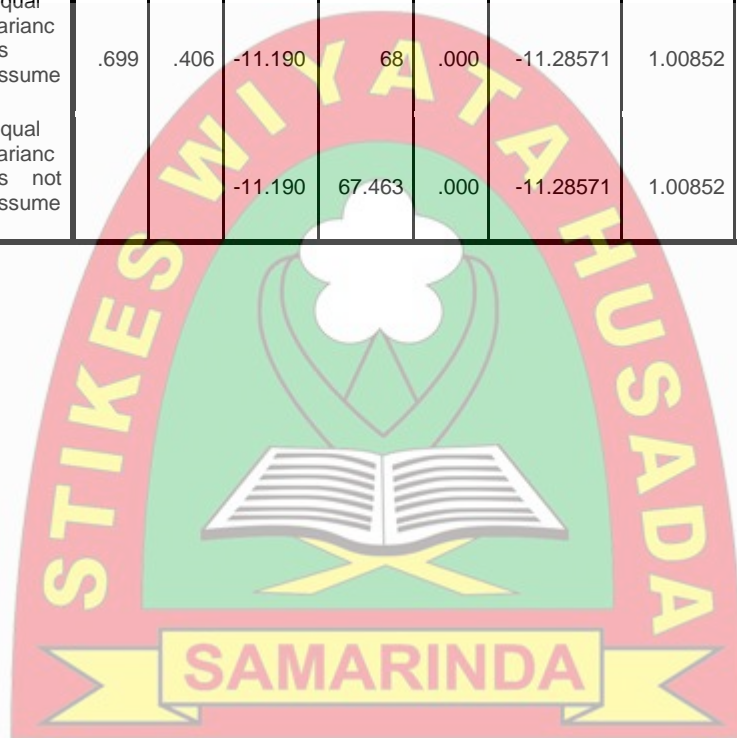 qual
arianc
s
.699 .406 -11.190 68 .000 -11.28571 1.00852
ssume
qual
arianc
s not
-11.190 67.463 .000 -11.28571 1.00852
ssume
STIKES WIYATA HUSADA
SAMARINDA